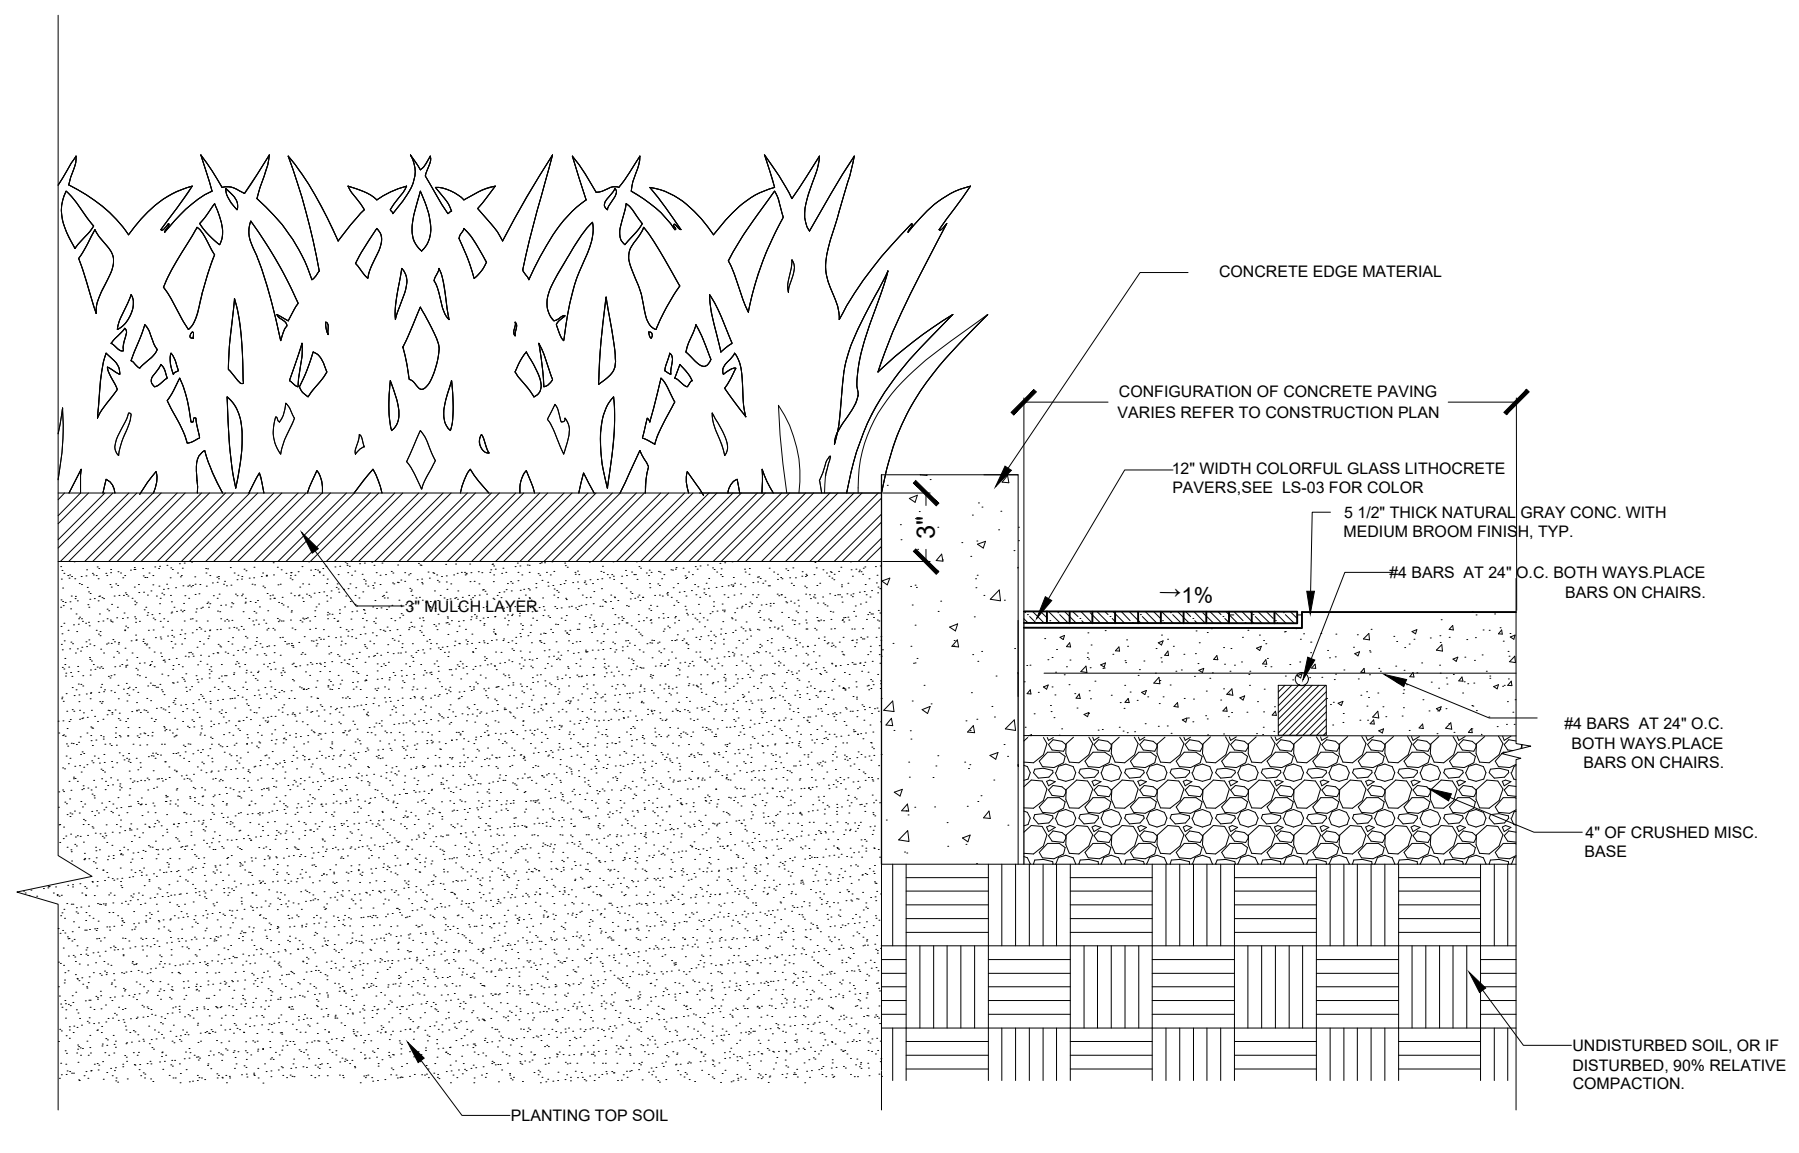 CONCRETE EDGE MATERIAL
CONFIGURATION OF CONCRETE PAVING
VARIES REFER TO CONSTRUCTION PLAN
12" WIDTH COLORFUL GLASS LITHOCRETE
PAVERS,SEE LS-03 FOR COLOR
5 1/2" THICK NATURAL GRAY CONC. WITH
MEDIUM BROOM FINISH, TYP.
3"
#4 BARS AT 24" O.C. BOTH WAYS.PLACE
BARS ON CHAIRS.
→1%
3" MULCH LAYER
#4 BARS AT 24" O.C.
BOTH WAYS.PLACE
BARS ON CHAIRS.
4" OF CRUSHED MISC.
BASE
UNDISTURBED SOIL, OR IF
DISTURBED, 90% RELATIVE
COMPACTION.
PLANTING TOP SOIL